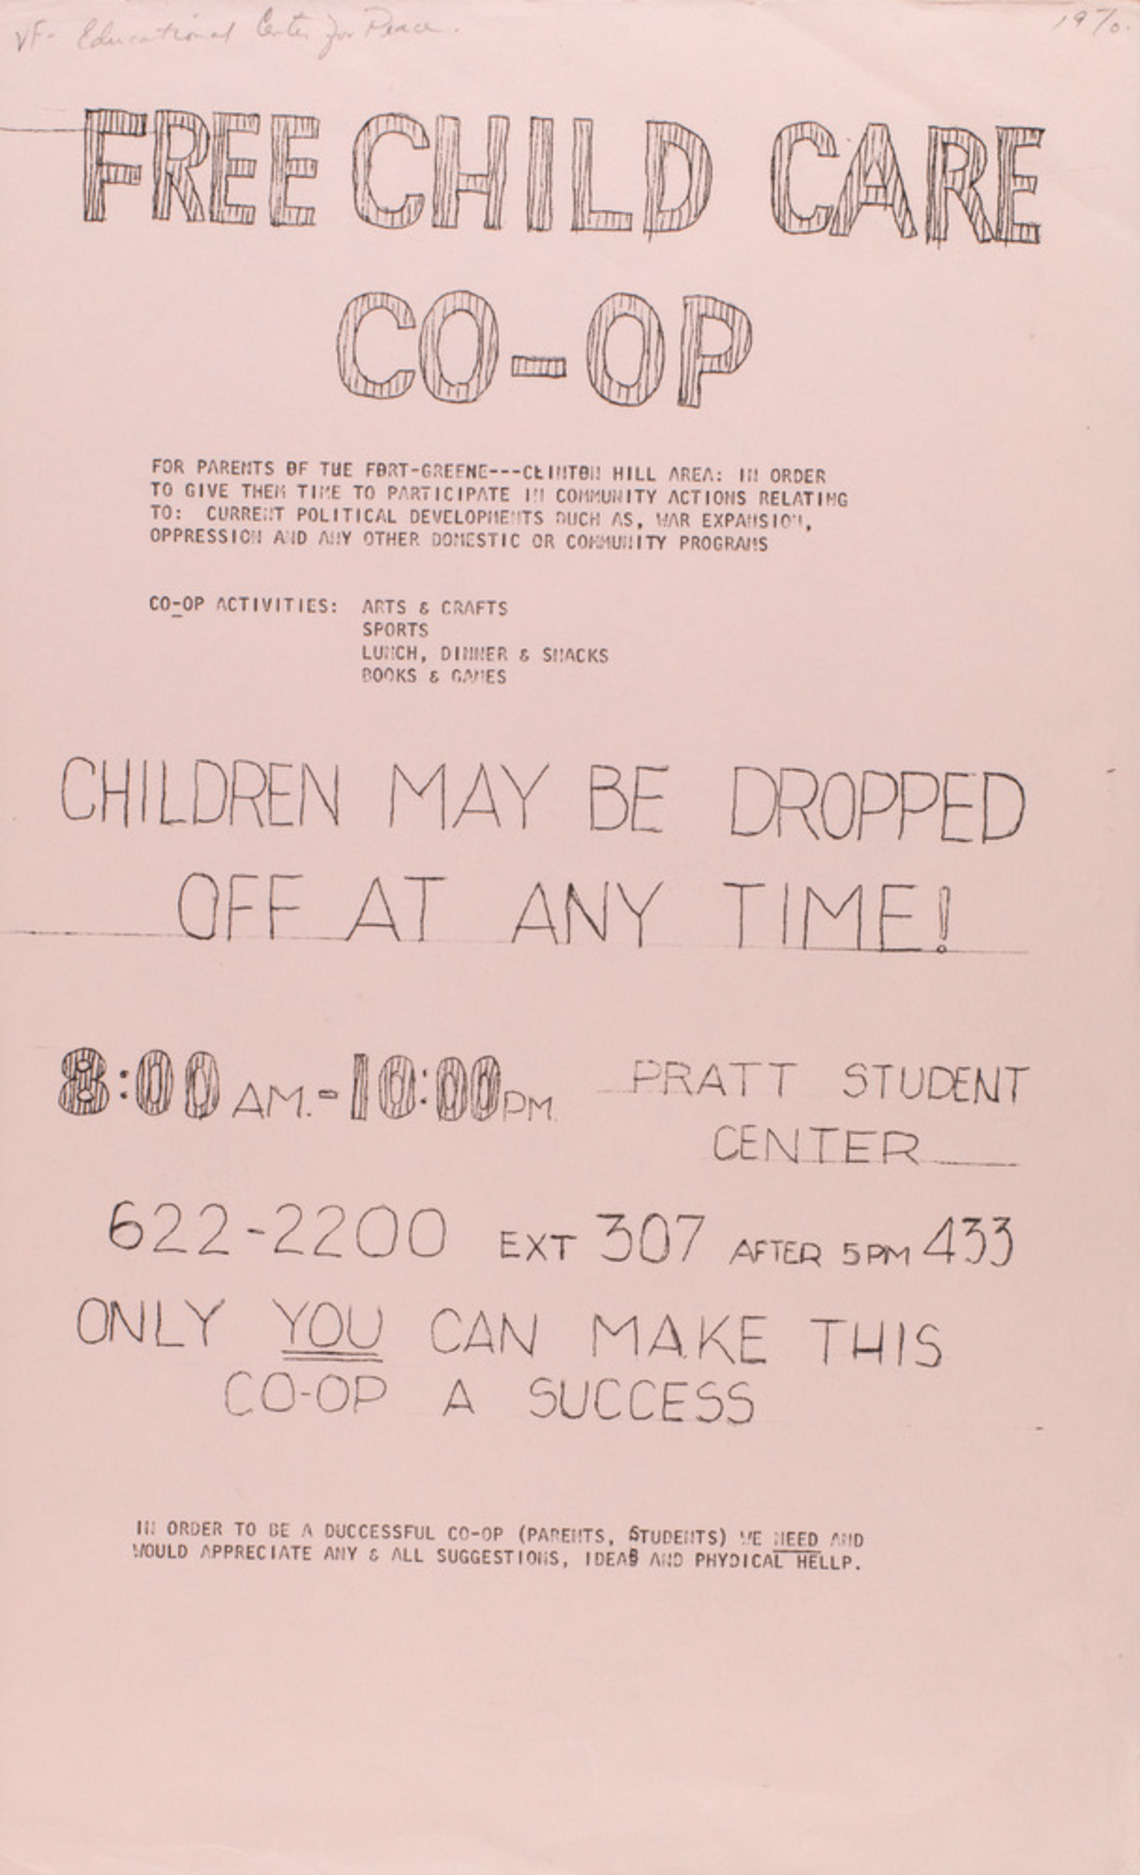 VF- Educational Center for Peace.
1970.
FREE CHILD CARE
CO-OP
FOR PARENTS OF THE FORT-GREENE---CLINTON HILL AREA: IN ORDER
TO GIVE THEM TIME TO PARTICIPATE IN COMMUNITY ACTIONS RELATING
TO: CURRENT POLITICAL DEVELOPMENTS DUCH AS, WAR EXPANSION,
OPPRESSION AND ANY OTHER DOMESTIC OR COMMUNITY PROGRAMS
CO-OP ACTIVITIES: ARTS & CRAFTS
SPORTS
LUNCH, DINNER & SNACKS
BOOKS & GAMES
CHILDREN MAY BE DROPPED
OFF AT ANY TIME!
8:00 AM.-10:00 PM. PRATT STUDENT
CENTER
622-2200 EXT 307 AFTER 5PM 433
ONLY YOU CAN MAKE THIS
CO-OP A SUCCESS
IN ORDER TO BE A DUCCESSFUL CO-OP (PARENTS, STUDENTS) WE NEED AND
WOULD APPRECIATE ANY & ALL SUGGESTIONS, IDEAS AND PHYDICAL HELLP.